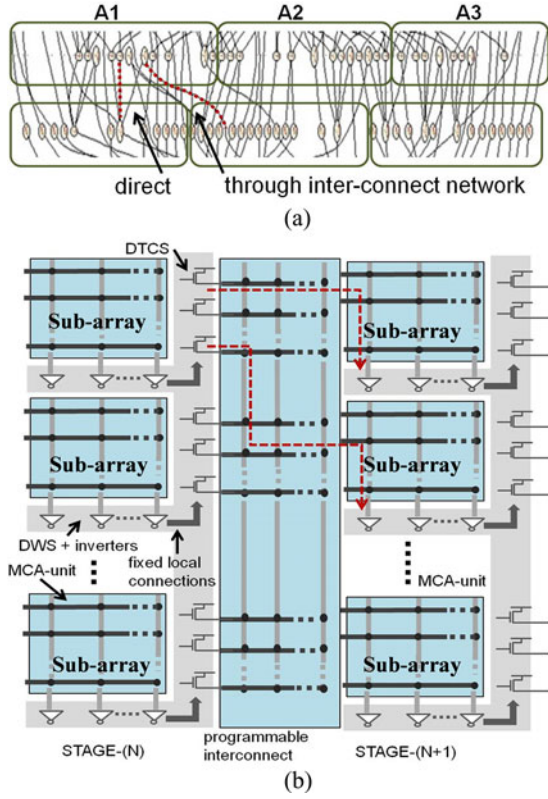 A1 A2 A3
direct through inter-connect network
(a)
DTCS
Sub-array Sub-array
Sub-array Sub-array
DWS + inverters
fixed local
connections
MCA-unit MCA-unit
Sub-array Sub-array
STAGE-(N) programmable
interconnect STAGE-(N+1)
(b)